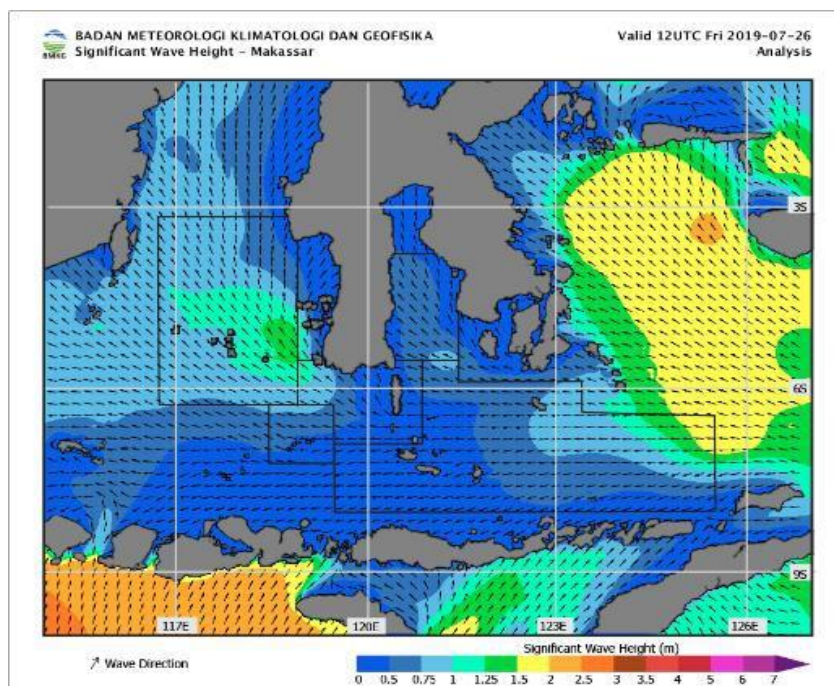 BADAN METEOROLOGI KLIMATOLOGI DAN GEOFISIKA
Valid 12UTC Fri 2019-07-26
BMKG
Significant Wave Height - Makassar
Analysis
3S
6S
9S
117E 120E 123E 126E
Significant Wave Height (m)
Wave Direction
0 0.5 0.75 1 1.25 1.5 2 2.5 3 3.5 4 5 6 7